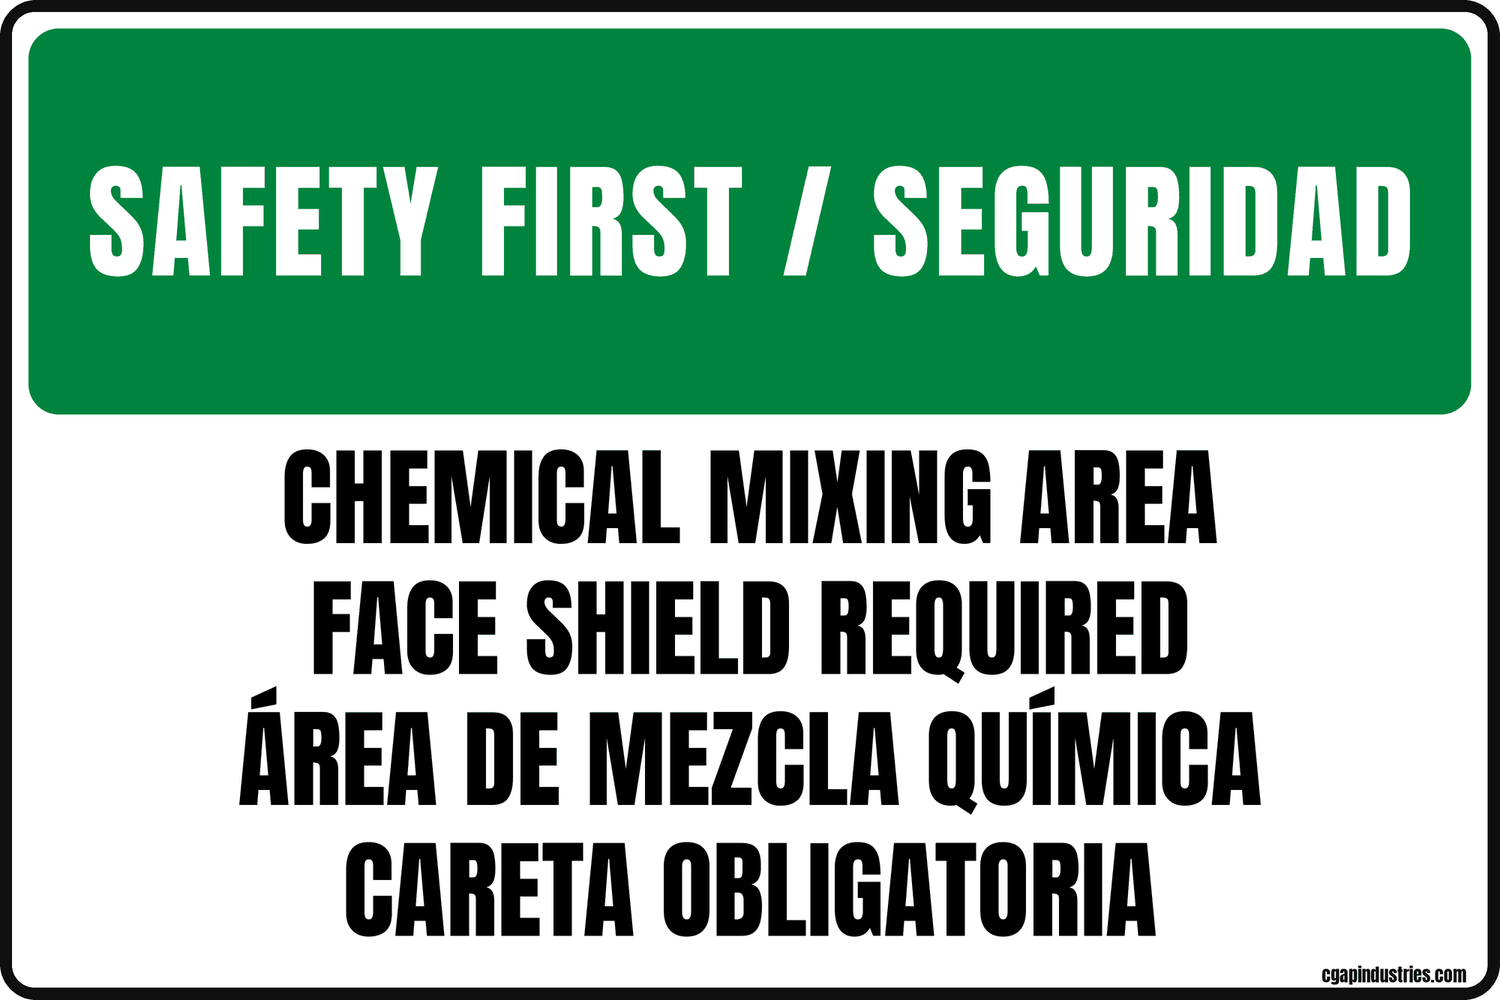 SAFETY FIRST / SEGURIDAD
CHEMICAL MIXING AREA
FACE SHIELD REQUIRED
ÁREA DE MEZCLA QUÍMICA
CARETA OBLIGATORIA
cgapindustries.com